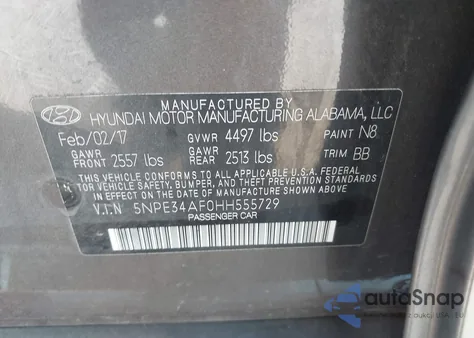 MANUFACTURED BY
HYUNDAI MOTOR MANUFACTURING ALABAMA, LLC
Feb/02/17 GVWR 4497 lbs PAINT N8
GAWR FRONT 2557 lbs GAWR REAR 2513 lbs TRIM BB
THIS VEHICLE CONFORMS TO ALL APPLICABLE U.S.A. FEDERAL
MOTOR VEHICLE SAFETY, BUMPER, AND THEFT PREVENTION STANDARDS
IN EFFECT ON THE DATE OF MANUFACTURE SHOWN ABOVE.
V.I.N 5NPE34AF0HH555729
PASSENGER CAR
autoSnap